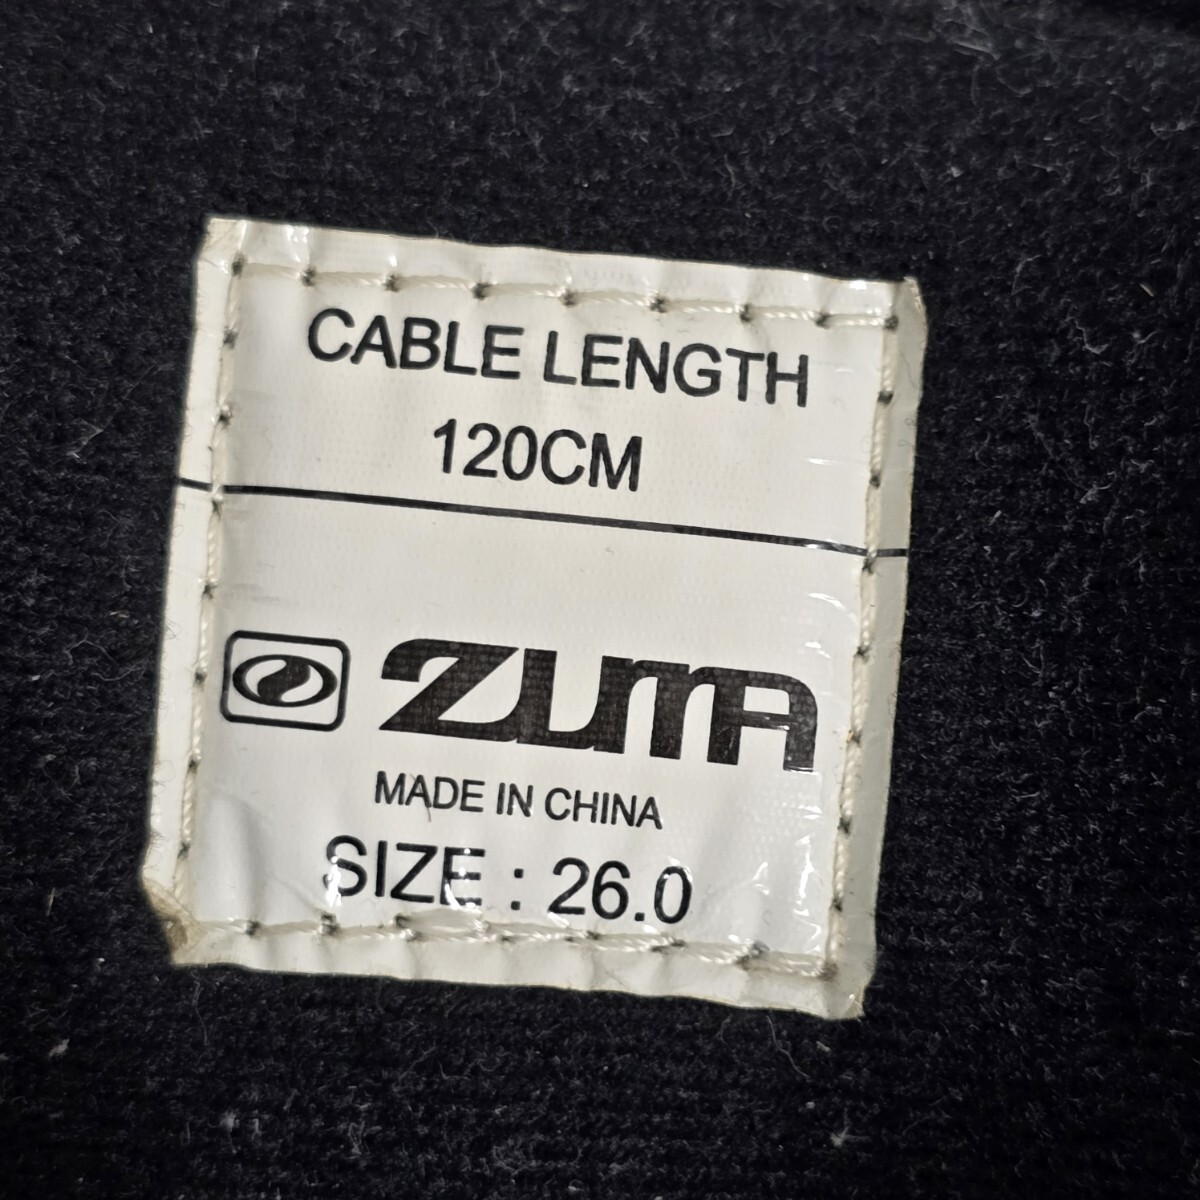 CABLE LENGTH
120CM
ZUMA
MADE IN CHINA
SIZE : 26.0